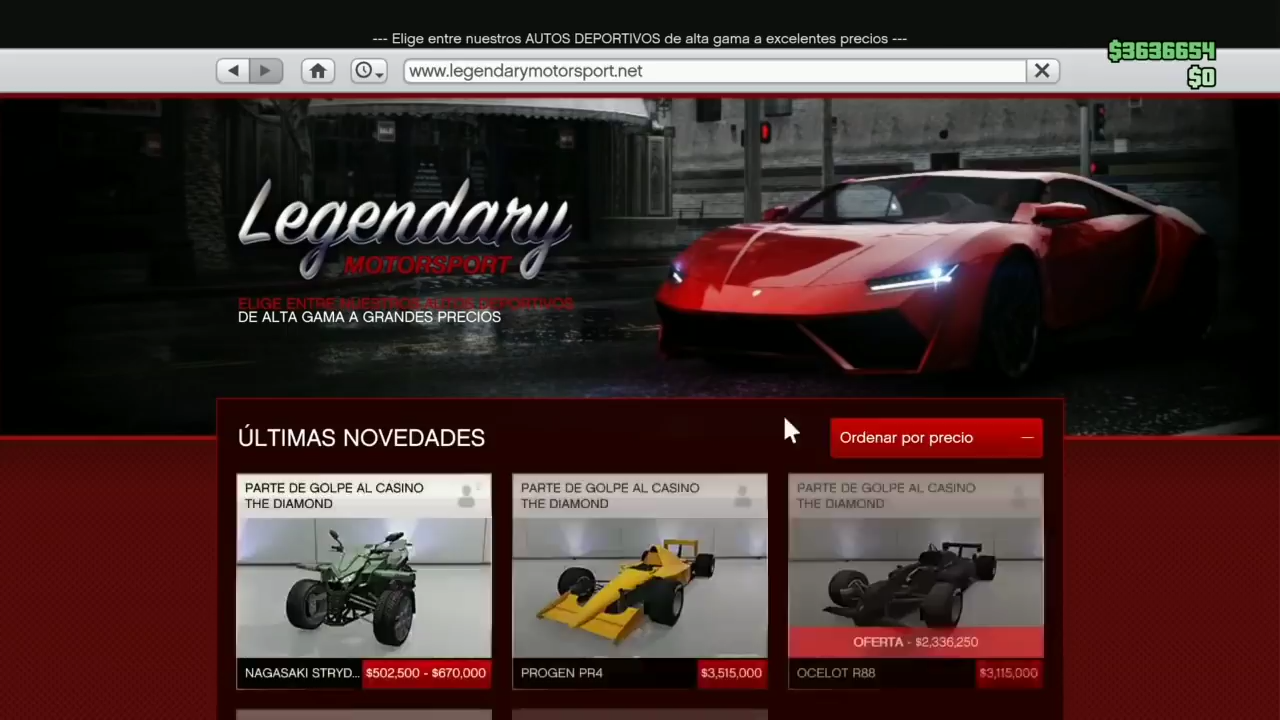 --- Elige entre nuestros AUTOS DEPORTIVOS de alta gama a excelentes precios ---
$3636654
www.legendarymotorsport.net
$0
Legendary
MOTORSPORT
ELIGE ENTRE NUESTROS AUTOS DEPORTIVOS
DE ALTA GAMA A GRANDES PRECIOS
ÚLTIMAS NOVEDADES
Ordenar por precio
PARTE DE GOLPE AL CASINO
THE DIAMOND
NAGASAKI STRYD... $502,500 - $670,000
PARTE DE GOLPE AL CASINO
THE DIAMOND
PROGEN PR4 $3,515,000
PARTE DE GOLPE AL CASINO
THE DIAMOND
OFERTA - $2,336,250
OCELOT R88 $3,115,000